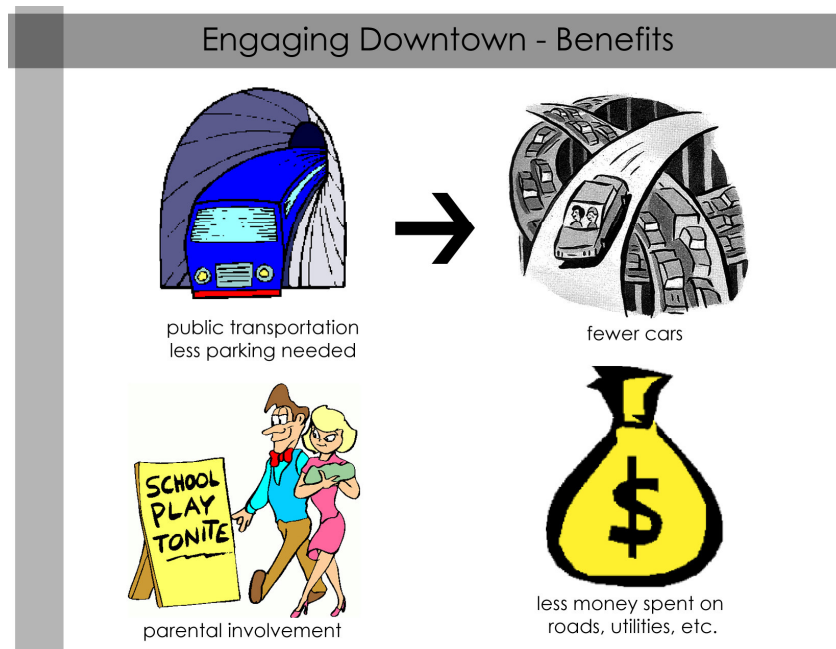 Engaging Downtown - Benefits
public transportation
less parking needed
fewer cars
SCHOOL
PLAY
TONITE
parental involvement
$
less money spent on
roads, utilities, etc.